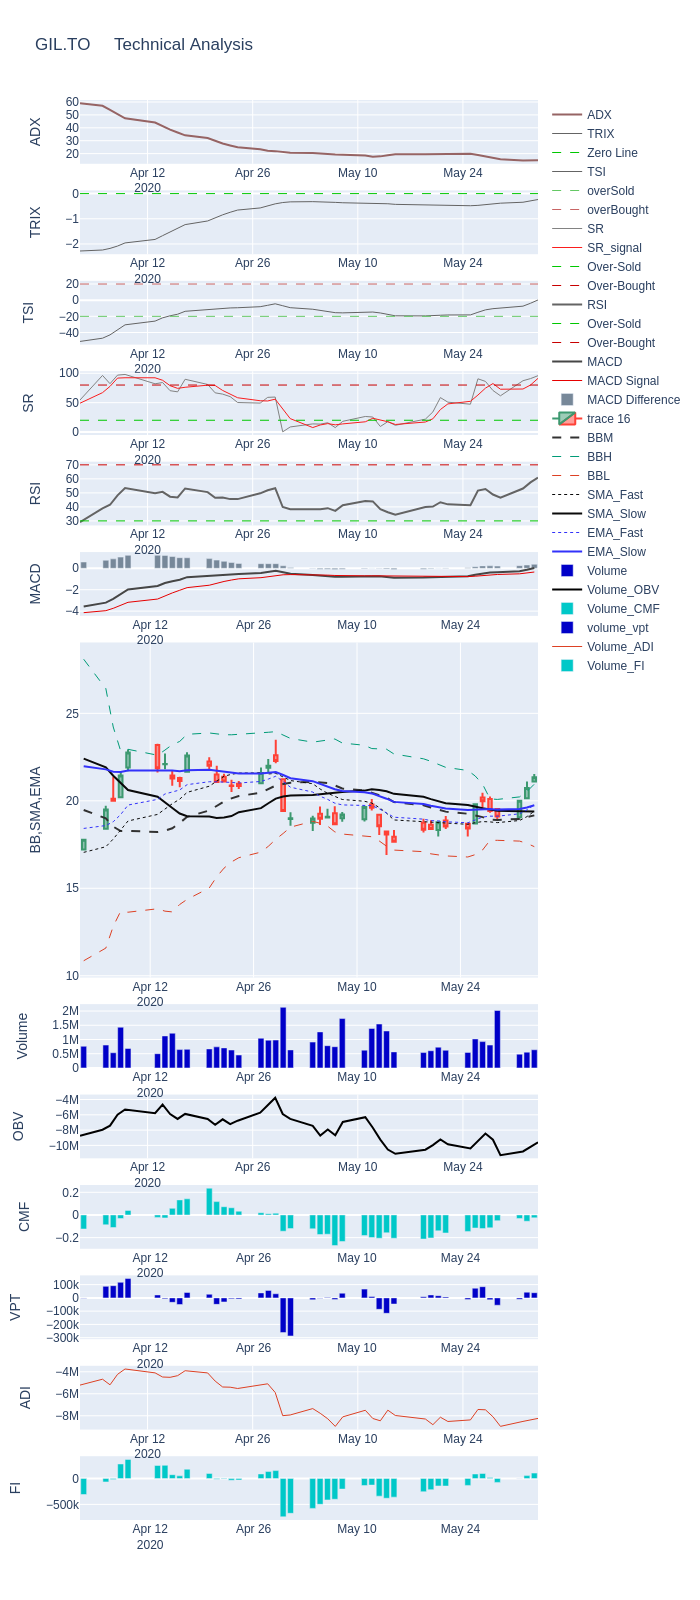 GIL.TO    Technical Analysis
ADX
60
50
40
30
20
Apr 12
2020
Apr 26
May 10
May 24
TRIX
0
−1
−2
Apr 12
2020
Apr 26
May 10
May 24
TSI
20
0
−20
−40
Apr 12
2020
Apr 26
May 10
May 24
SR
100
50
0
Apr 12
2020
Apr 26
May 10
May 24
RSI
70
60
50
40
30
Apr 12
2020
Apr 26
May 10
May 24
MACD
0
−2
−4
Apr 12
2020
Apr 26
May 10
May 24
BB,SMA,EMA
25
20
15
10
Apr 12
2020
Apr 26
May 10
May 24
Volume
2M
1.5M
1M
0.5M
0
Apr 12
2020
Apr 26
May 10
May 24
OBV
−4M
−6M
−8M
−10M
Apr 12
2020
Apr 26
May 10
May 24
CMF
0.2
0
−0.2
Apr 12
2020
Apr 26
May 10
May 24
VPT
100k
0
−100k
−200k
−300k
Apr 12
2020
Apr 26
May 10
May 24
ADI
−4M
−6M
−8M
Apr 12
2020
Apr 26
May 10
May 24
FI
0
−500k
Apr 12
2020
Apr 26
May 10
May 24
ADX
TRIX
Zero Line
TSI
overSold
overBought
SR
SR_signal
Over-Sold
Over-Bought
RSI
Over-Sold
Over-Bought
MACD
MACD Signal
MACD Difference
trace 16
BBM
BBH
BBL
SMA_Fast
SMA_Slow
EMA_Fast
EMA_Slow
Volume
Volume_OBV
Volume_CMF
volume_vpt
Volume_ADI
Volume_FI